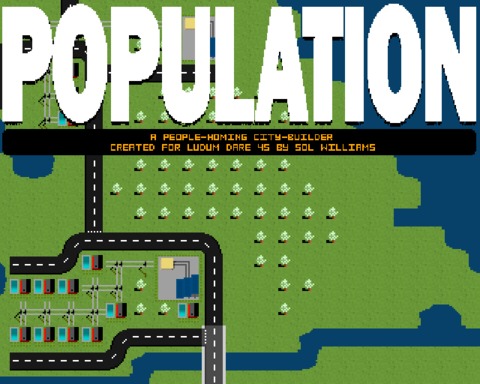 POPULATION
A PEOPLE-HOMING CITY-BUILDER
CREATED FOR LUDUM DARE 45 BY SOL WILLIAMS